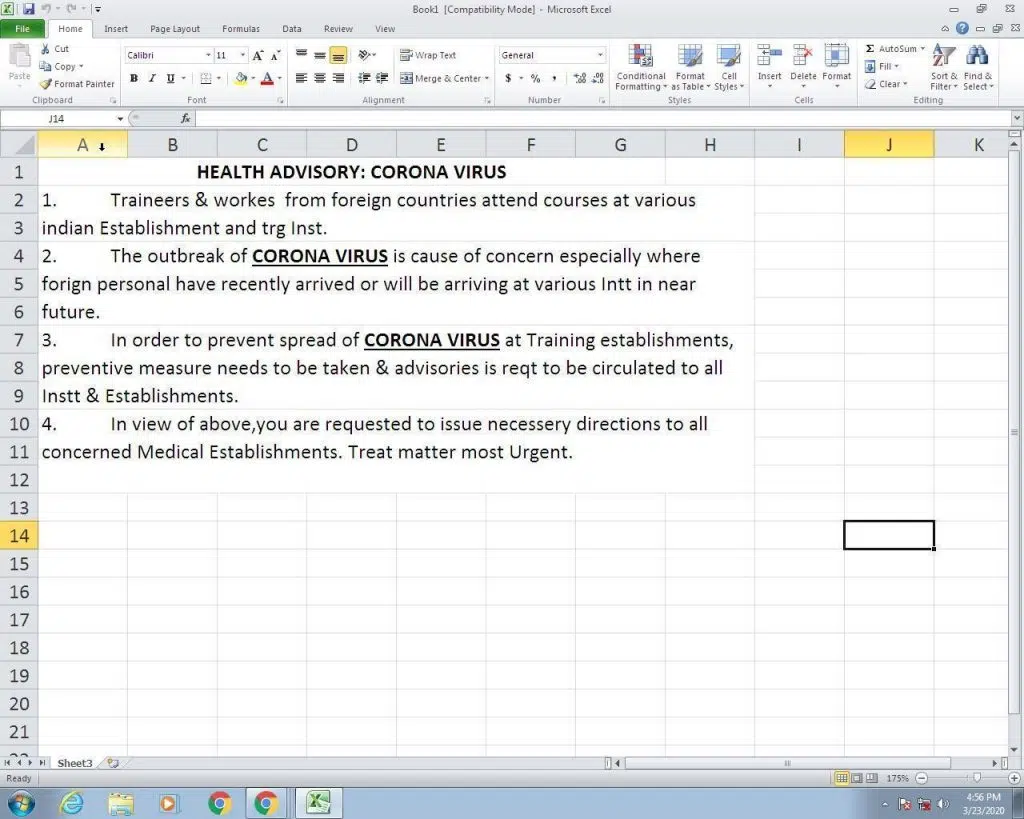 Book1 [Compatibility Mode] - Microsoft Excel
File Home Insert Page Layout Formulas Data Review View
Cut
Copy
Format Painter
Paste
Clipboard
Calibri 11
B I U
Font
Wrap Text
Merge & Center
Alignment
General
$ % ,
Number
Conditional Formatting
Format as Table
Cell Styles
Styles
Insert Delete Format
Cells
Σ AutoSum
Fill
Clear
Sort & Filter
Find & Select
Editing
J14 fx
A B C D E F G H I J K
1 HEALTH ADVISORY: CORONA VIRUS
2 1. Traineers & workes from foreign countries attend courses at various
3 indian Establishment and trg Inst.
4 2. The outbreak of CORONA VIRUS is cause of concern especially where
5 forign personal have recently arrived or will be arriving at various Intt in near
6 future.
7 3. In order to prevent spread of CORONA VIRUS at Training establishments,
8 preventive measure needs to be taken & advisories is reqt to be circulated to all
9 Instt & Establishments.
10 4. In view of above,you are requested to issue necessery directions to all
11 concerned Medical Establishments. Treat matter most Urgent.
12
13
14
15
16
17
18
19
20
21
Sheet3
Ready 175%
4:56 PM
3/23/2020